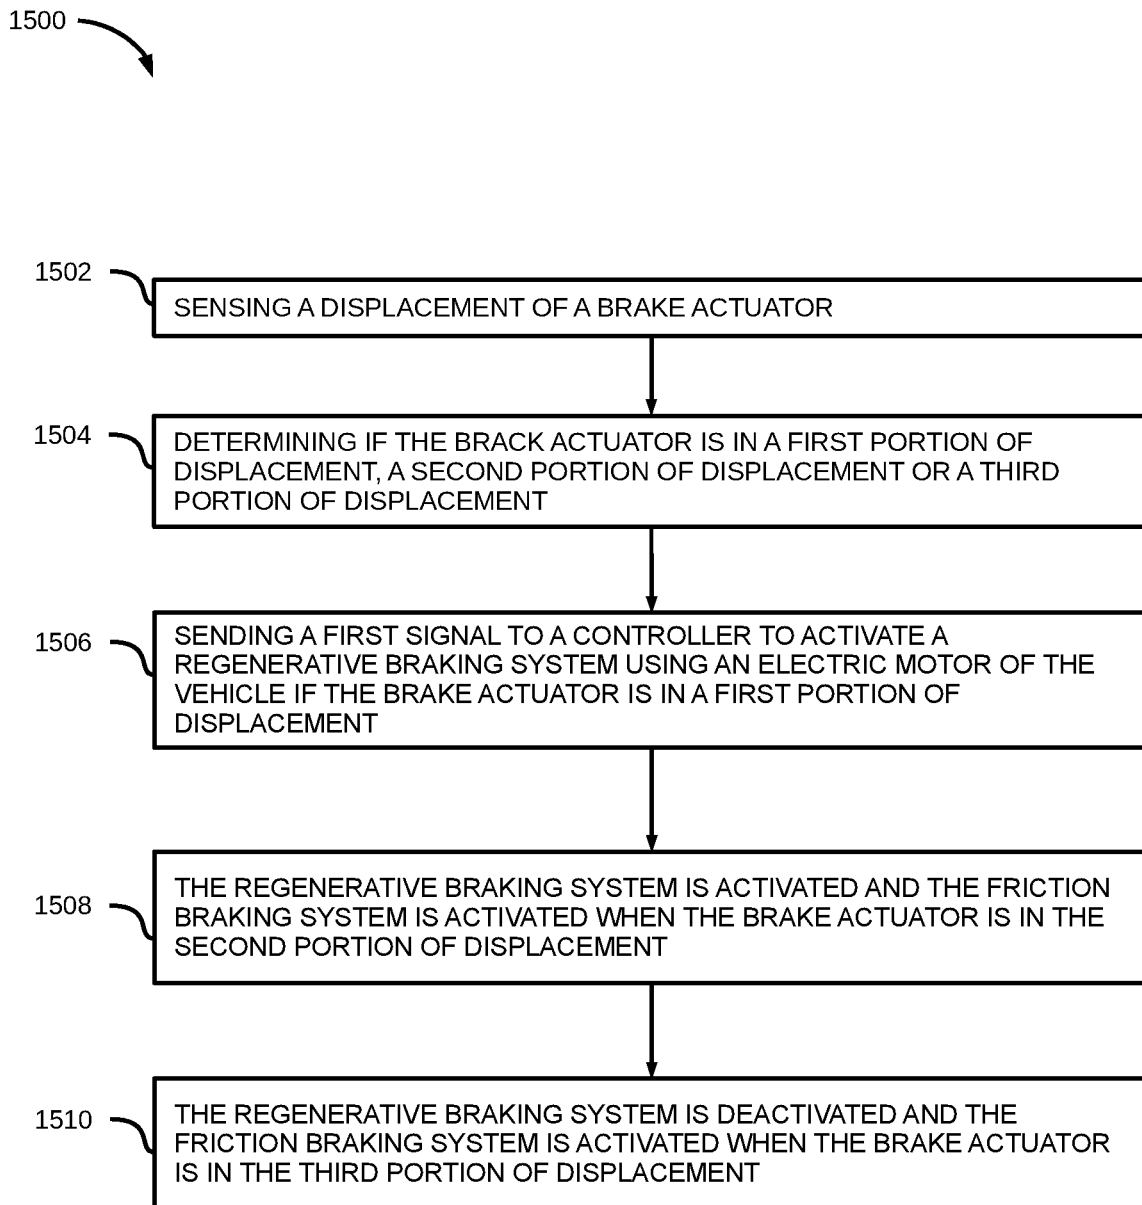 1500
1502
SENSING A DISPLACEMENT OF A BRAKE ACTUATOR
1504
DETERMINING IF THE BRACK ACTUATOR IS IN A FIRST PORTION OF
DISPLACEMENT, A SECOND PORTION OF DISPLACEMENT OR A THIRD
PORTION OF DISPLACEMENT
1506
SENDING A FIRST SIGNAL TO A CONTROLLER TO ACTIVATE A
REGENERATIVE BRAKING SYSTEM USING AN ELECTRIC MOTOR OF THE
VEHICLE IF THE BRAKE ACTUATOR IS IN A FIRST PORTION OF
DISPLACEMENT
1508
THE REGENERATIVE BRAKING SYSTEM IS ACTIVATED AND THE FRICTION
BRAKING SYSTEM IS ACTIVATED WHEN THE BRAKE ACTUATOR IS IN THE
SECOND PORTION OF DISPLACEMENT
1510
THE REGENERATIVE BRAKING SYSTEM IS DEACTIVATED AND THE
FRICTION BRAKING SYSTEM IS ACTIVATED WHEN THE BRAKE ACTUATOR
IS IN THE THIRD PORTION OF DISPLACEMENT